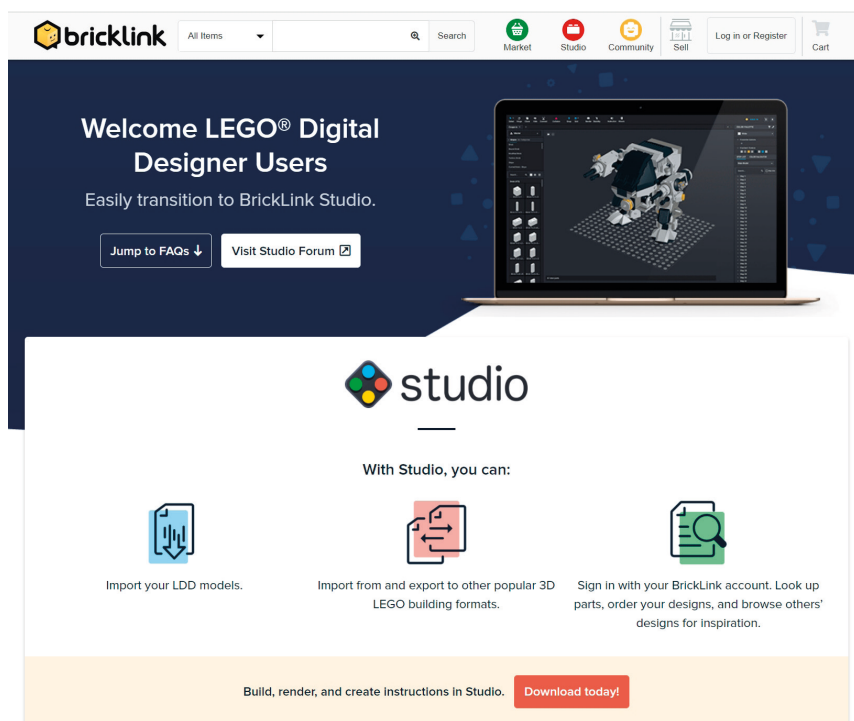 bricklink
All Items
Search
Market
Studio
Community
Sell
Log in or Register
Cart
Welcome LEGO® Digital
Designer Users
Easily transition to BrickLink Studio.
Jump to FAQs ↓
Visit Studio Forum
studio
With Studio, you can:
Import your LDD models.
Import from and export to other popular 3D
LEGO building formats.
Sign in with your BrickLink account. Look up
parts, order your designs, and browse others’
designs for inspiration.
Build, render, and create instructions in Studio.
Download today!